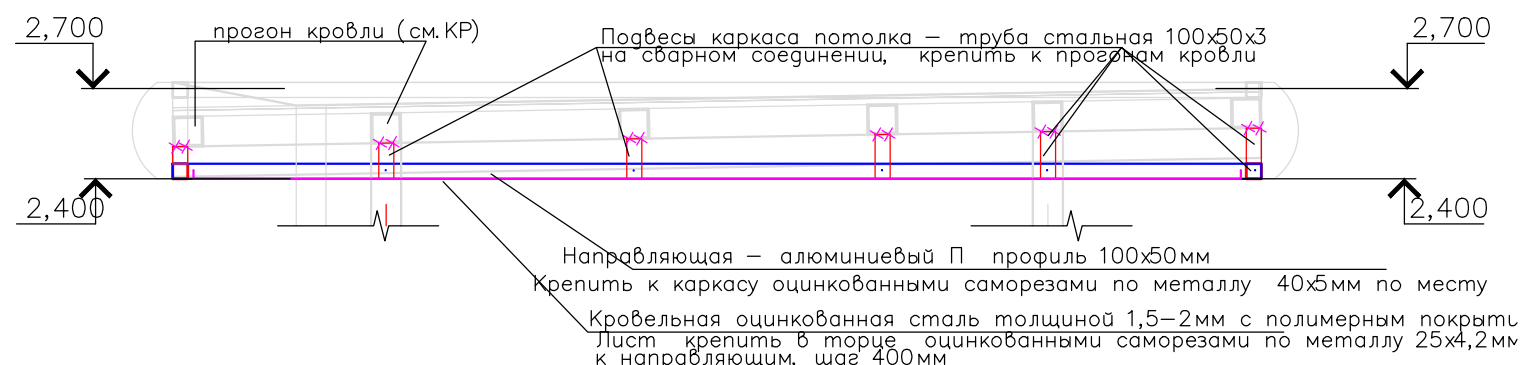 2,700
прогон кровли (см.КР)
Подвесы каркаса потолка – труба стальная 100х50х3
на сварном соединении, крепить к прогонам кровли
2,700
2,400
2,400
Направляющая – алюминиевый П профиль 100х50мм
Крепить к каркасу оцинкованными саморезами по металлу 40х5мм по месту
Кровельная оцинкованная сталь толщиной 1,5–2мм с полимерным
Лист крепить в торце оцинкованными саморезами по металлу 25х4,2мм
к направляющим, шаг 400мм